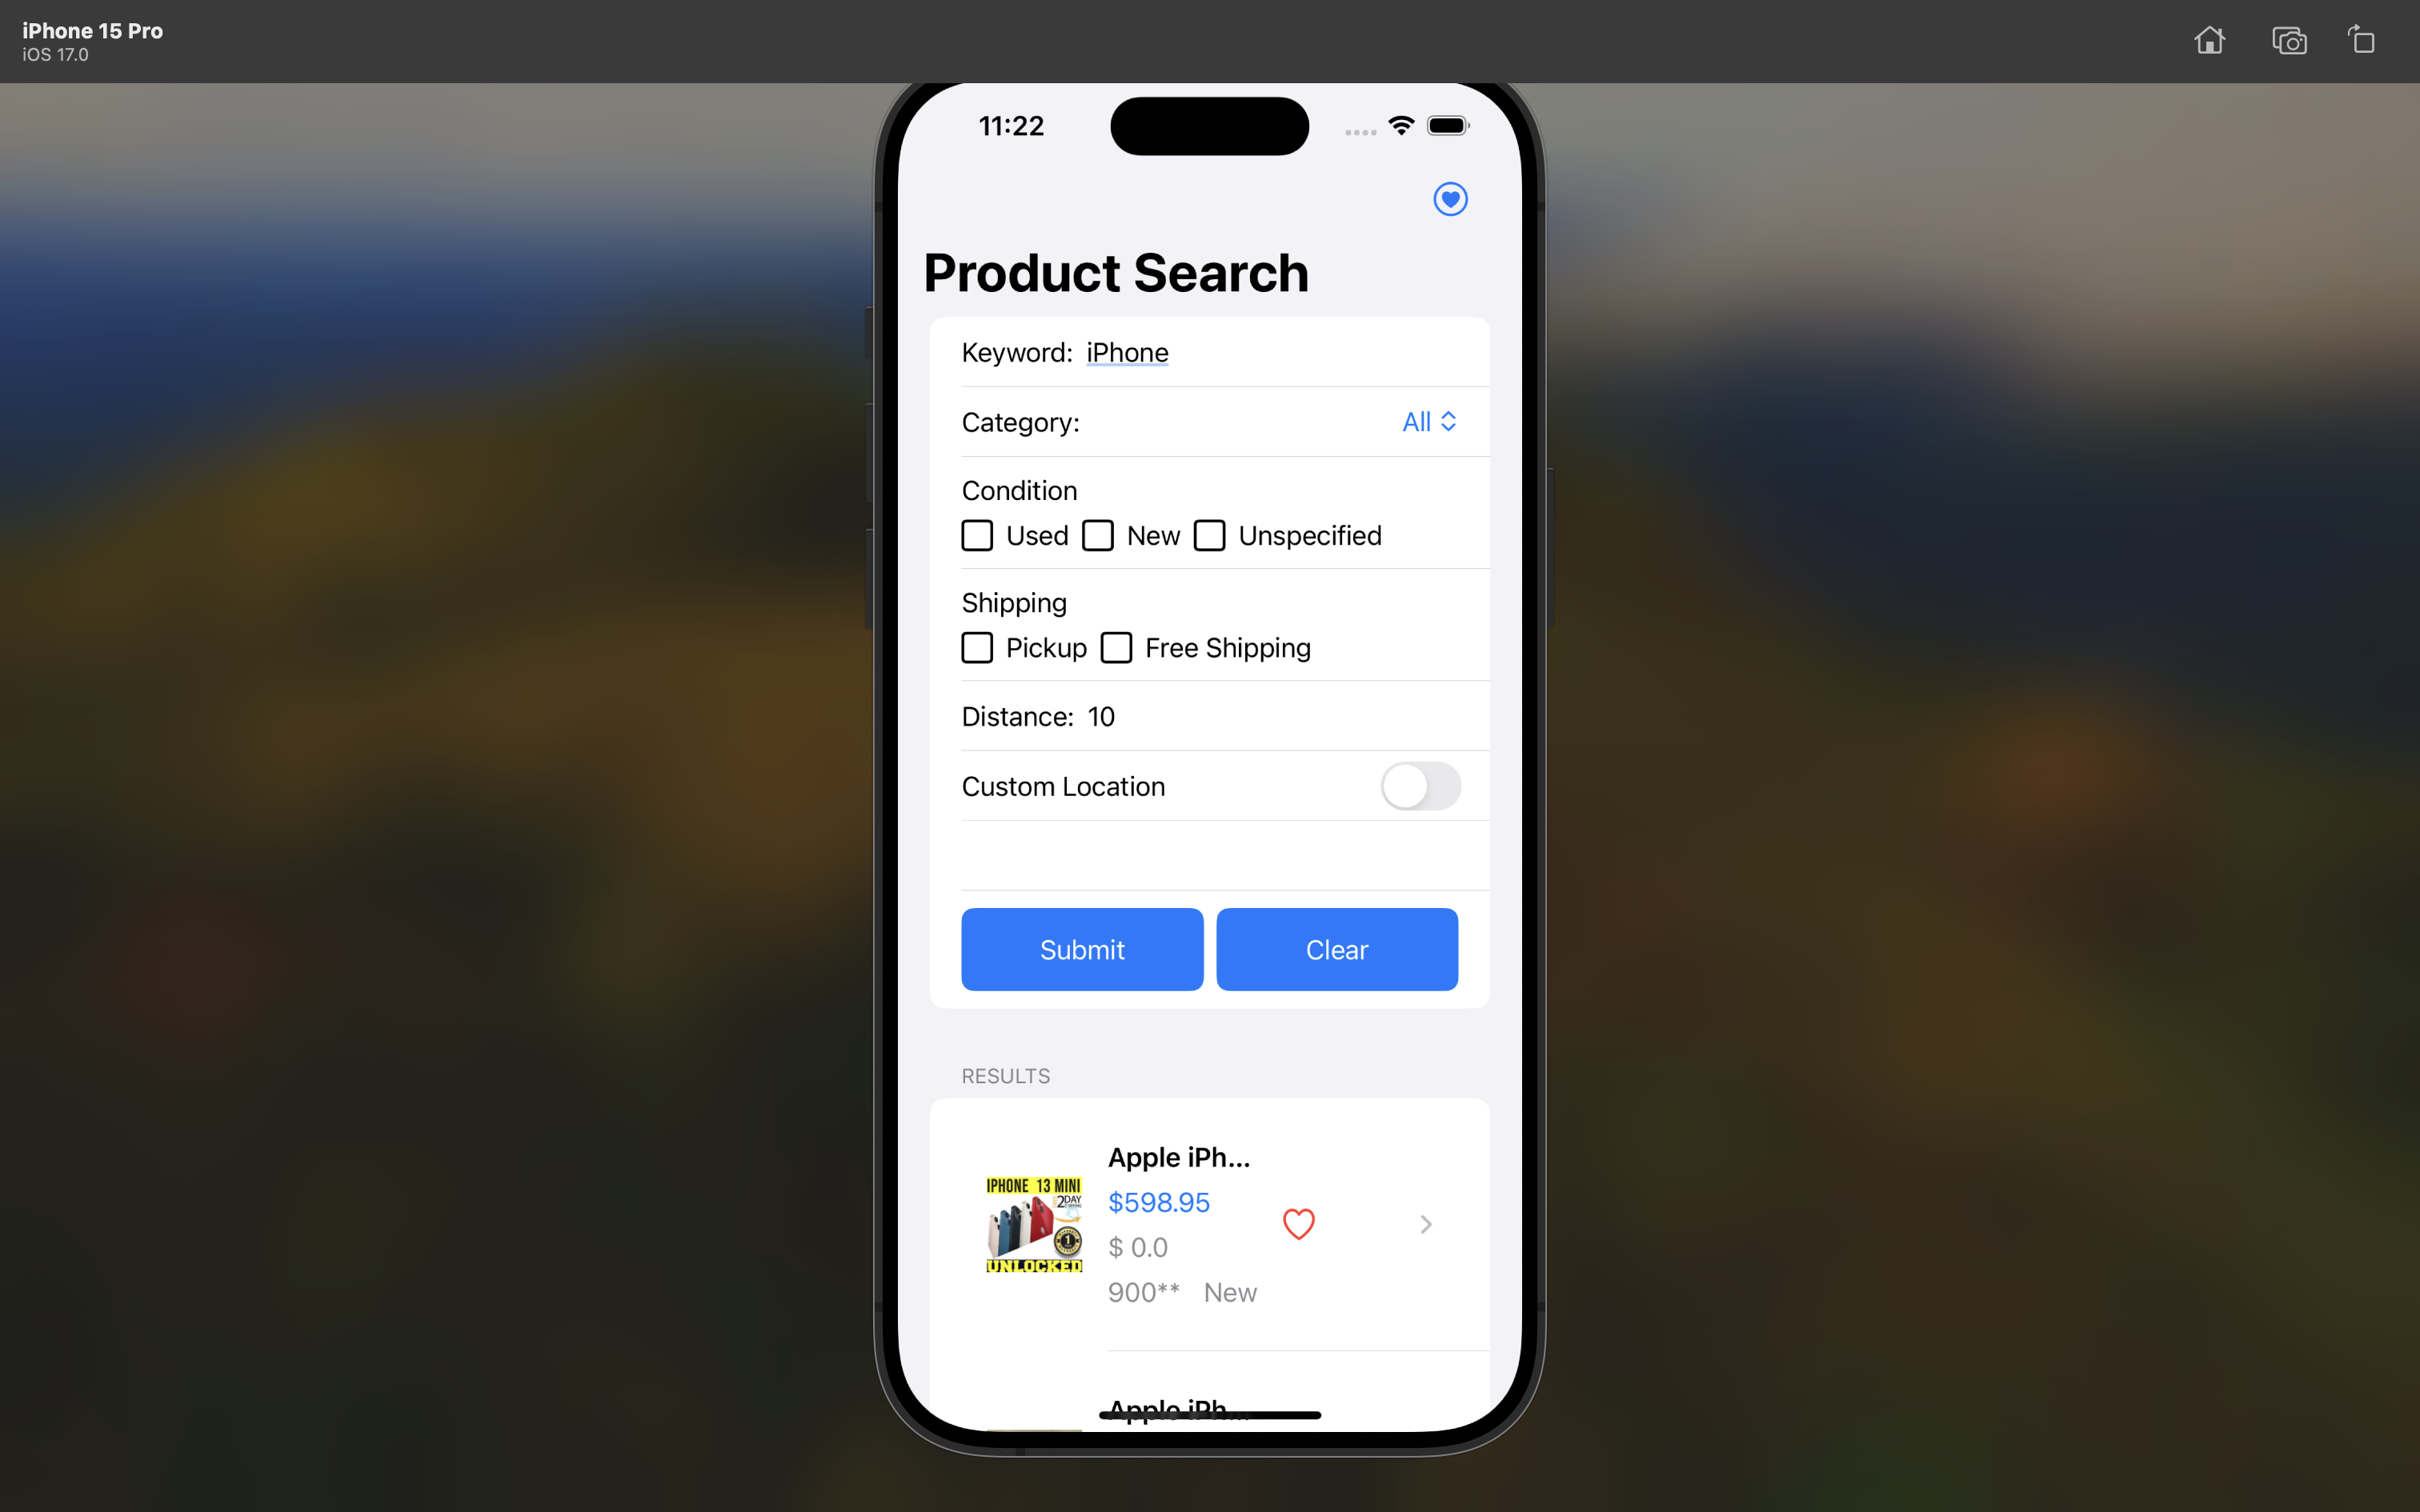 iPhone 15 Pro
iOS 17.0
11:22
Product Search
Keyword: iPhone
Category: All
Condition
Used New Unspecified
Shipping
Pickup Free Shipping
Distance: 10
Custom Location
Submit Clear
RESULTS
Apple iPh...
IPHONE 13 MINI
2DAY
1
UNLOCKED
$598.95
$ 0.0
900** New
Apple iPh...